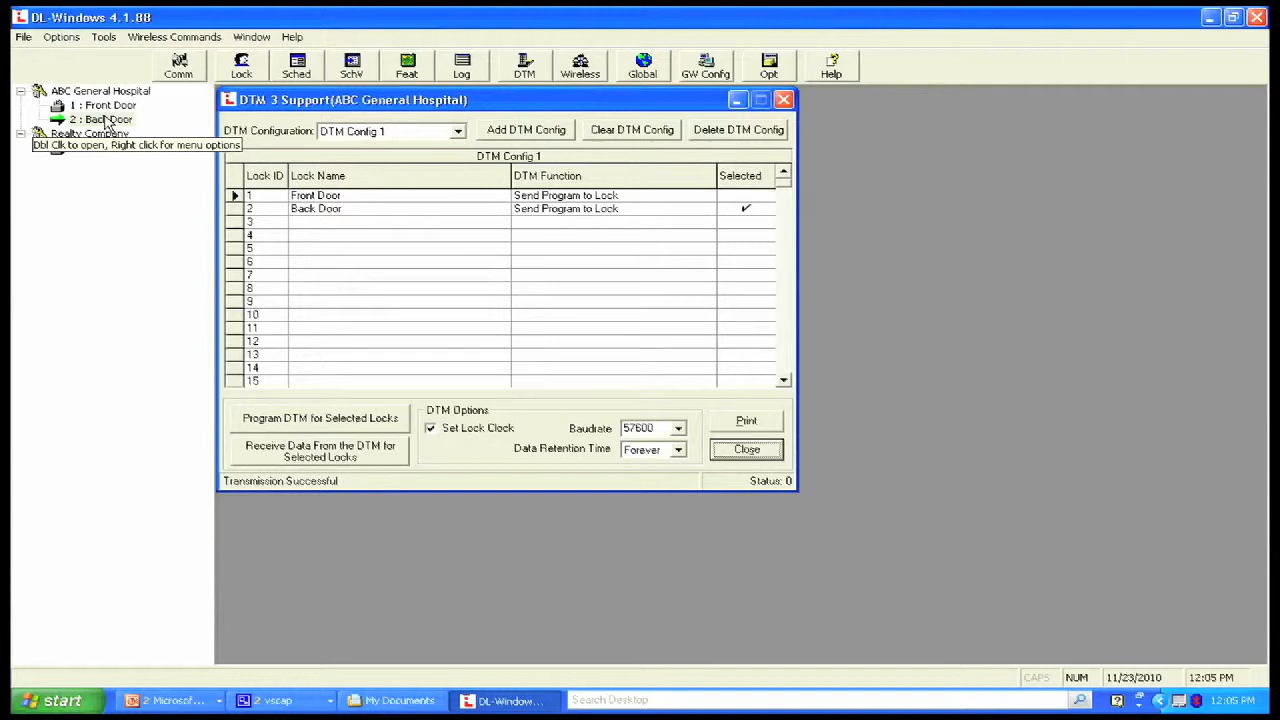 DL-Windows 4.1.88
File Options Tools Wireless Commands Window Help
Comm Lock Sched SchV Feat Log DTM Wireless Global GW Config Opt Help
ABC General Hospital
1 : Front Door
2 : Back Door
Realty Company
Dbl Clk to open, Right click for menu options
DTM 3 Support(ABC General Hospital)
DTM Configuration: DTM Config 1 Add DTM Config Clear DTM Config Delete DTM Config
DTM Config 1
Lock ID Lock Name DTM Function Selected
1 Front Door Send Program to Lock
2 Back Door Send Program to Lock ✓
3
4
5
6
7
8
9
10
11
12
13
14
15
Program DTM for Selected Locks
Receive Data From the DTM for
Selected Locks
DTM Options
Set Lock Clock Baudrate 57600
Data Retention Time Forever
Print
Close
Transmission Successful Status: 0
CAPS NUM 11/23/2010 12:05 PM
start 2 Microsof... 2 vscap My Documents DL-Window... Search Desktop 12:05 PM